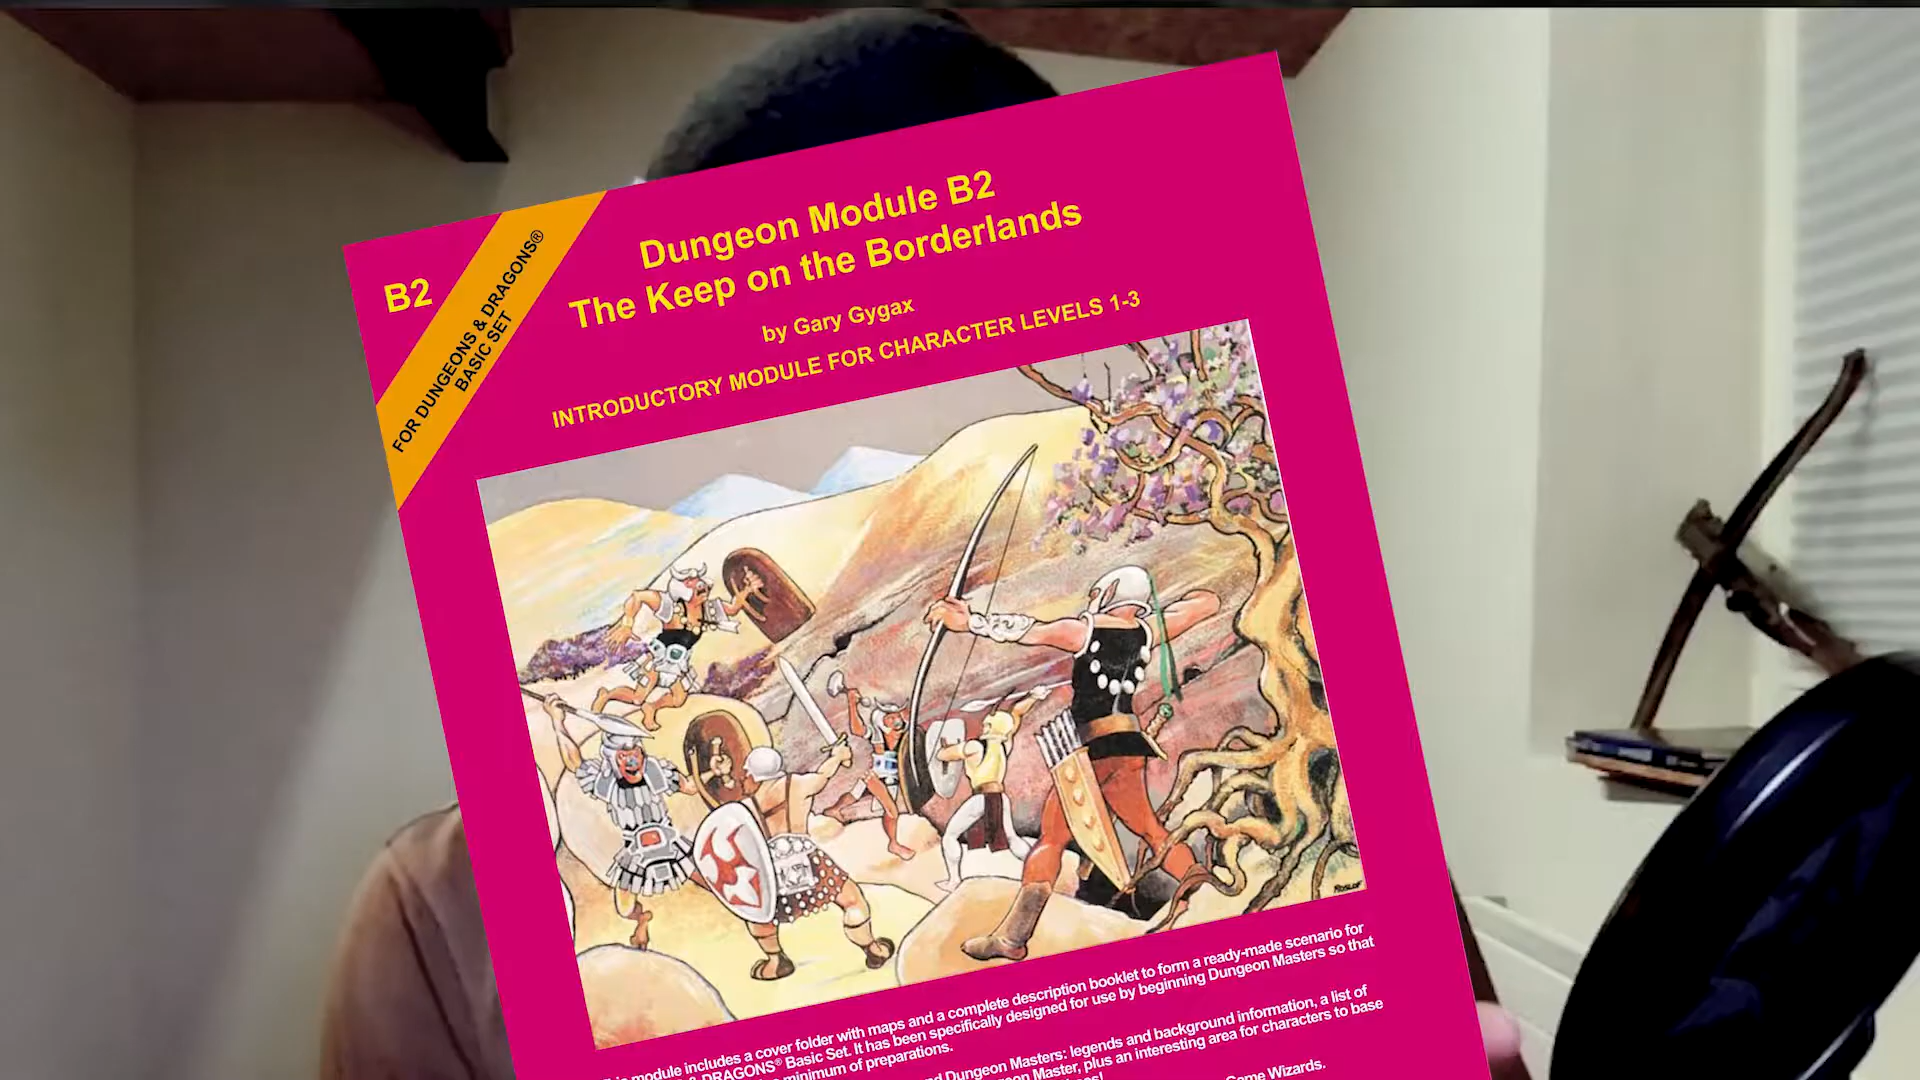 B2
FOR DUNGEONS & DRAGONS®
BASIC SET
Dungeon Module B2
The Keep on the Borderlands
by Gary Gygax
INTRODUCTORY MODULE FOR CHARACTER LEVELS 1-3
ROSLOF
module includes a cover folder with maps and a complete description booklet to form a ready-made scenario for
& DRAGONS® Basic Set. It has been specifically designed for use by beginning Dungeon Masters so that
minimum of preparations.
Dungeon Masters: legends and background information, a list of
Master, plus an interesting area for characters to base
Game Wizards.